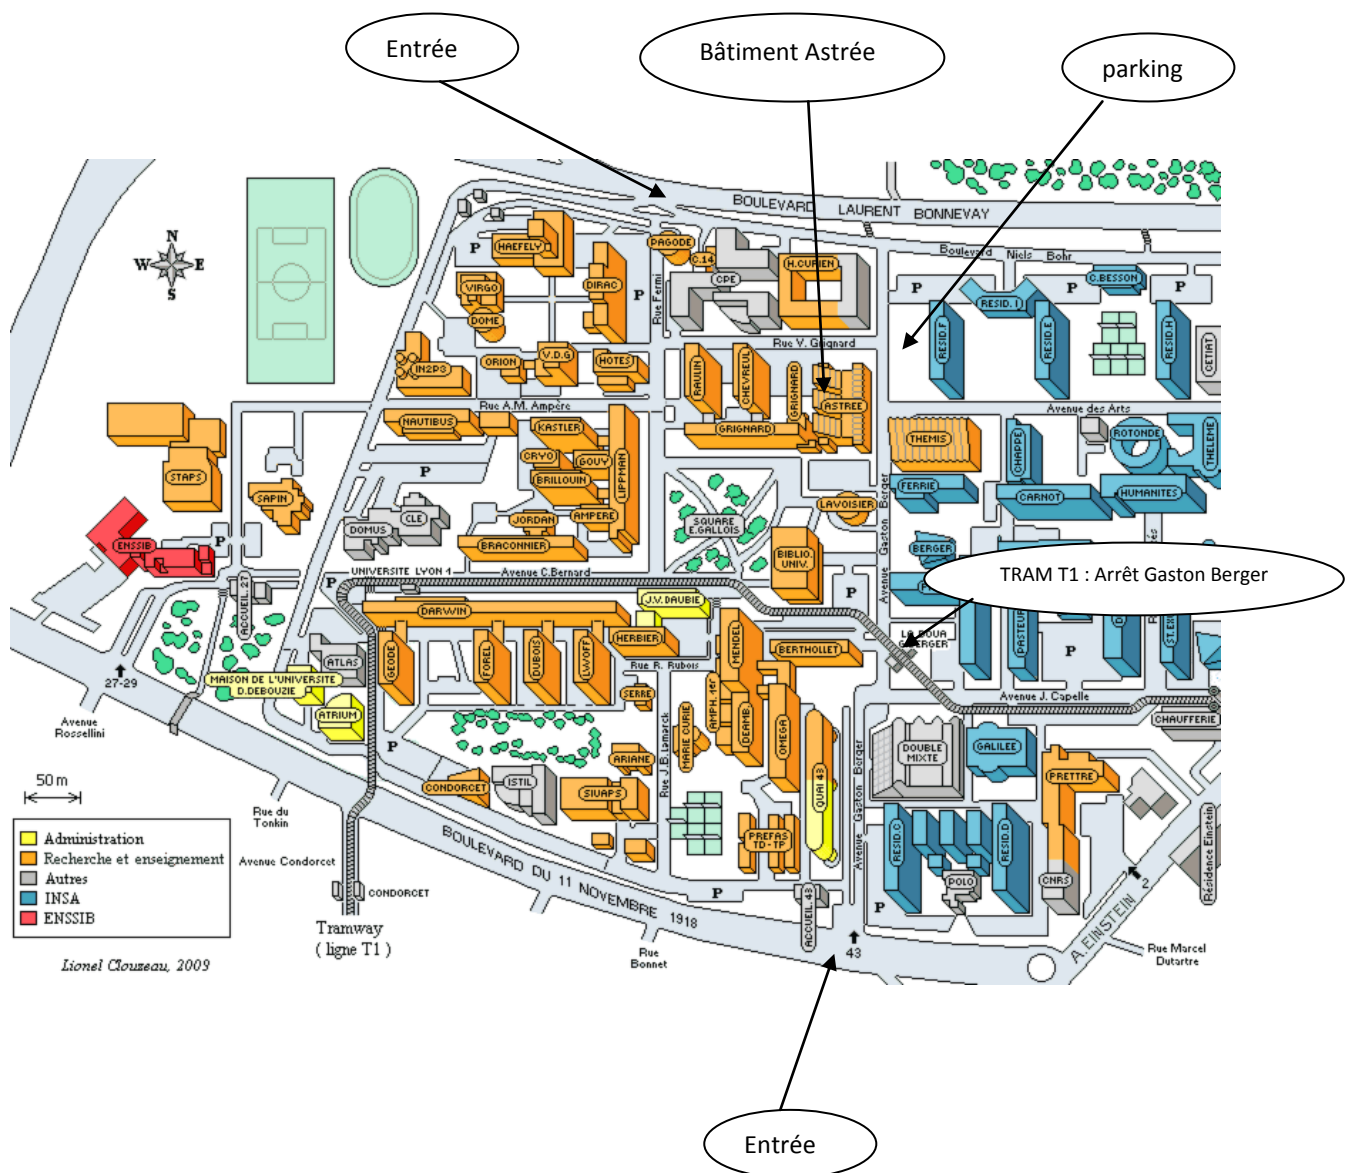 Entrée
Bâtiment Astrée
parking
BOULEVARD LAURENT BONNEVAY
Boulevard Niels Bohr
N
W E
S
P
HAEFELY
PAGODE
C.14
CPE
H.CURIEN
C.BESSON
VIRGO
DIRAC
P
Rue Fermi
P
RESID. I
P
P
DOME
RESID.F
RESID.E
RESID.H
CETIAT
Rue V. Grignard
ORION
V.D.G
HOTES
IN2P3
RAULIN
CHEVREUL
GRIGNARD
ASTREE
Rue A.M. Ampère
Avenue des Arts
NAUTIBUS
KASTLER
GRIGNARD
THEMIS
CHAPPE
ROTONDE
THELEME
CRYO
GOUY
LIPPMAN
STAPS
P
BRILLOUIN
FERRIE
CARNOT
HUMANITES
SAPIN
CLE
DOMUS
JORDAN
AMPERE
SQUARE
E.GALLOIS
LAVOISIER
Avenue Gaston Berger
ENSSIB
P
BRACONNIER
BIBLIO.
UNIV.
BERGER
UNIVERSITE LYON 1
Avenue C.Bernard
TRAM T1 : Arrêt Gaston Berger
P
P
ACCUEIL. 27
DARWIN
J.V. DAUBIE
HERBIER
MENDEL
BERTHOLLET
PASTEUR
ST. EX
P
ATLAS
GEODE
FOREL
DUBOIS
LWOFF
Rue R. Rubois
27-29
MAISON DE L'UNIVERSITE
D.DEBOUZIE
SERRE
AMPH. 1er
Avenue J. Capelle
ATRIUM
MARIE CURIE
DEAMB.
OMEGA
CHAUFFERIE
Avenue
Rossellini
P
Rue J.B.Lamarck
Avenue Gaston Berger
DOUBLE
MIXTE
GALILEE
ARIANE
PRETTRE
50 m
CONDORCET
ISTIL
SIUAPS
QUAI 43
Rue du
Tonkin
PREFAS
TD-TP
RESID.C
RESID.D
Résidence Einstein
Administration
Recherche et enseignement
Autres
INSA
ENSSIB
Avenue Condorcet
BOULEVARD DU 11 NOVEMBRE 1918
CONDORCET
P
ACCUEIL. 43
P
POLO
CNRS
2
A. EINSTEIN
Tramway
( ligne T1 )
Rue
Bonnet
43
Rue Marcel
Dutartre
Lionel Clouzeau, 2009
Entrée